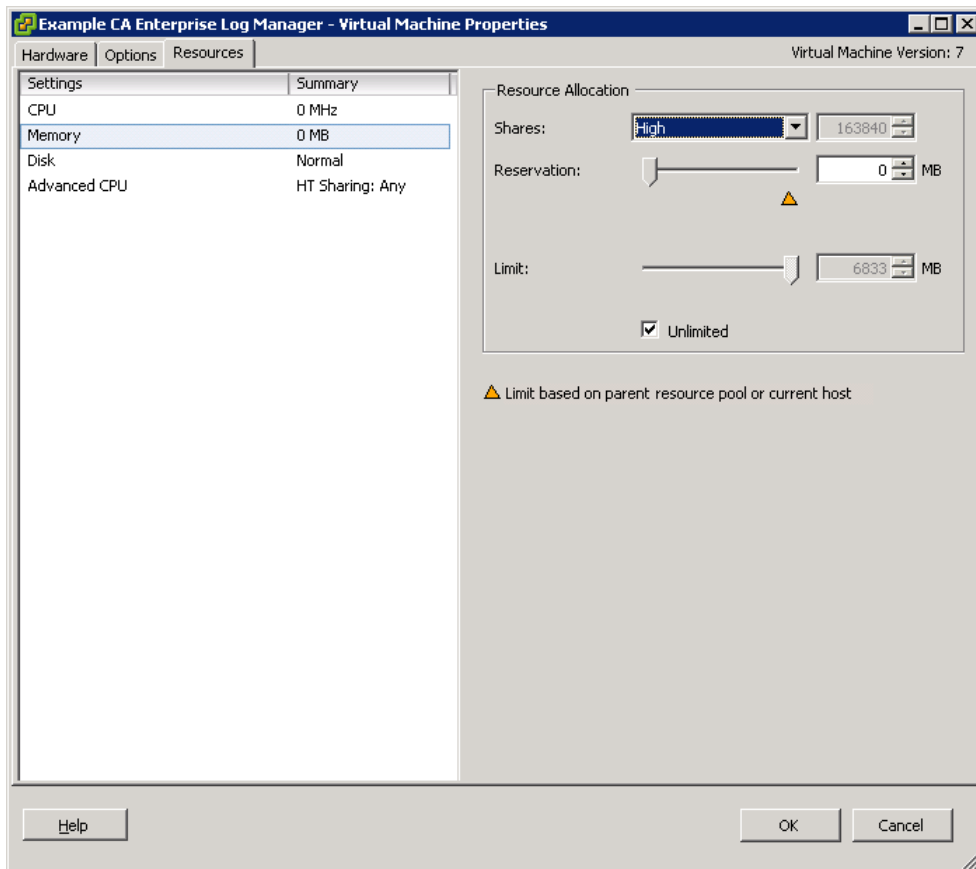 Example CA Enterprise Log Manager - Virtual Machine Properties
Hardware Options Resources Virtual Machine Version: 7
Settings Summary
CPU 0 MHz
Memory 0 MB
Disk Normal
Advanced CPU HT Sharing: Any
Resource Allocation
Shares: High 163840
Reservation: 0 MB
Limit: 6833 MB
Unlimited
Limit based on parent resource pool or current host
Help OK Cancel